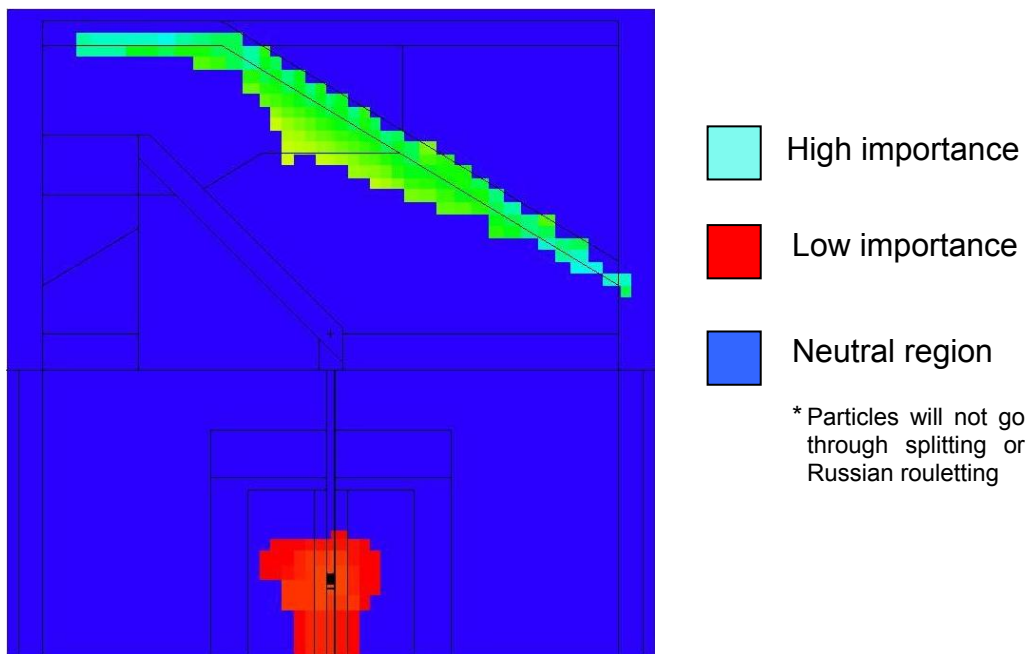 High importance
Low importance
Neutral region
* Particles will not go
through splitting or
Russian rouletting